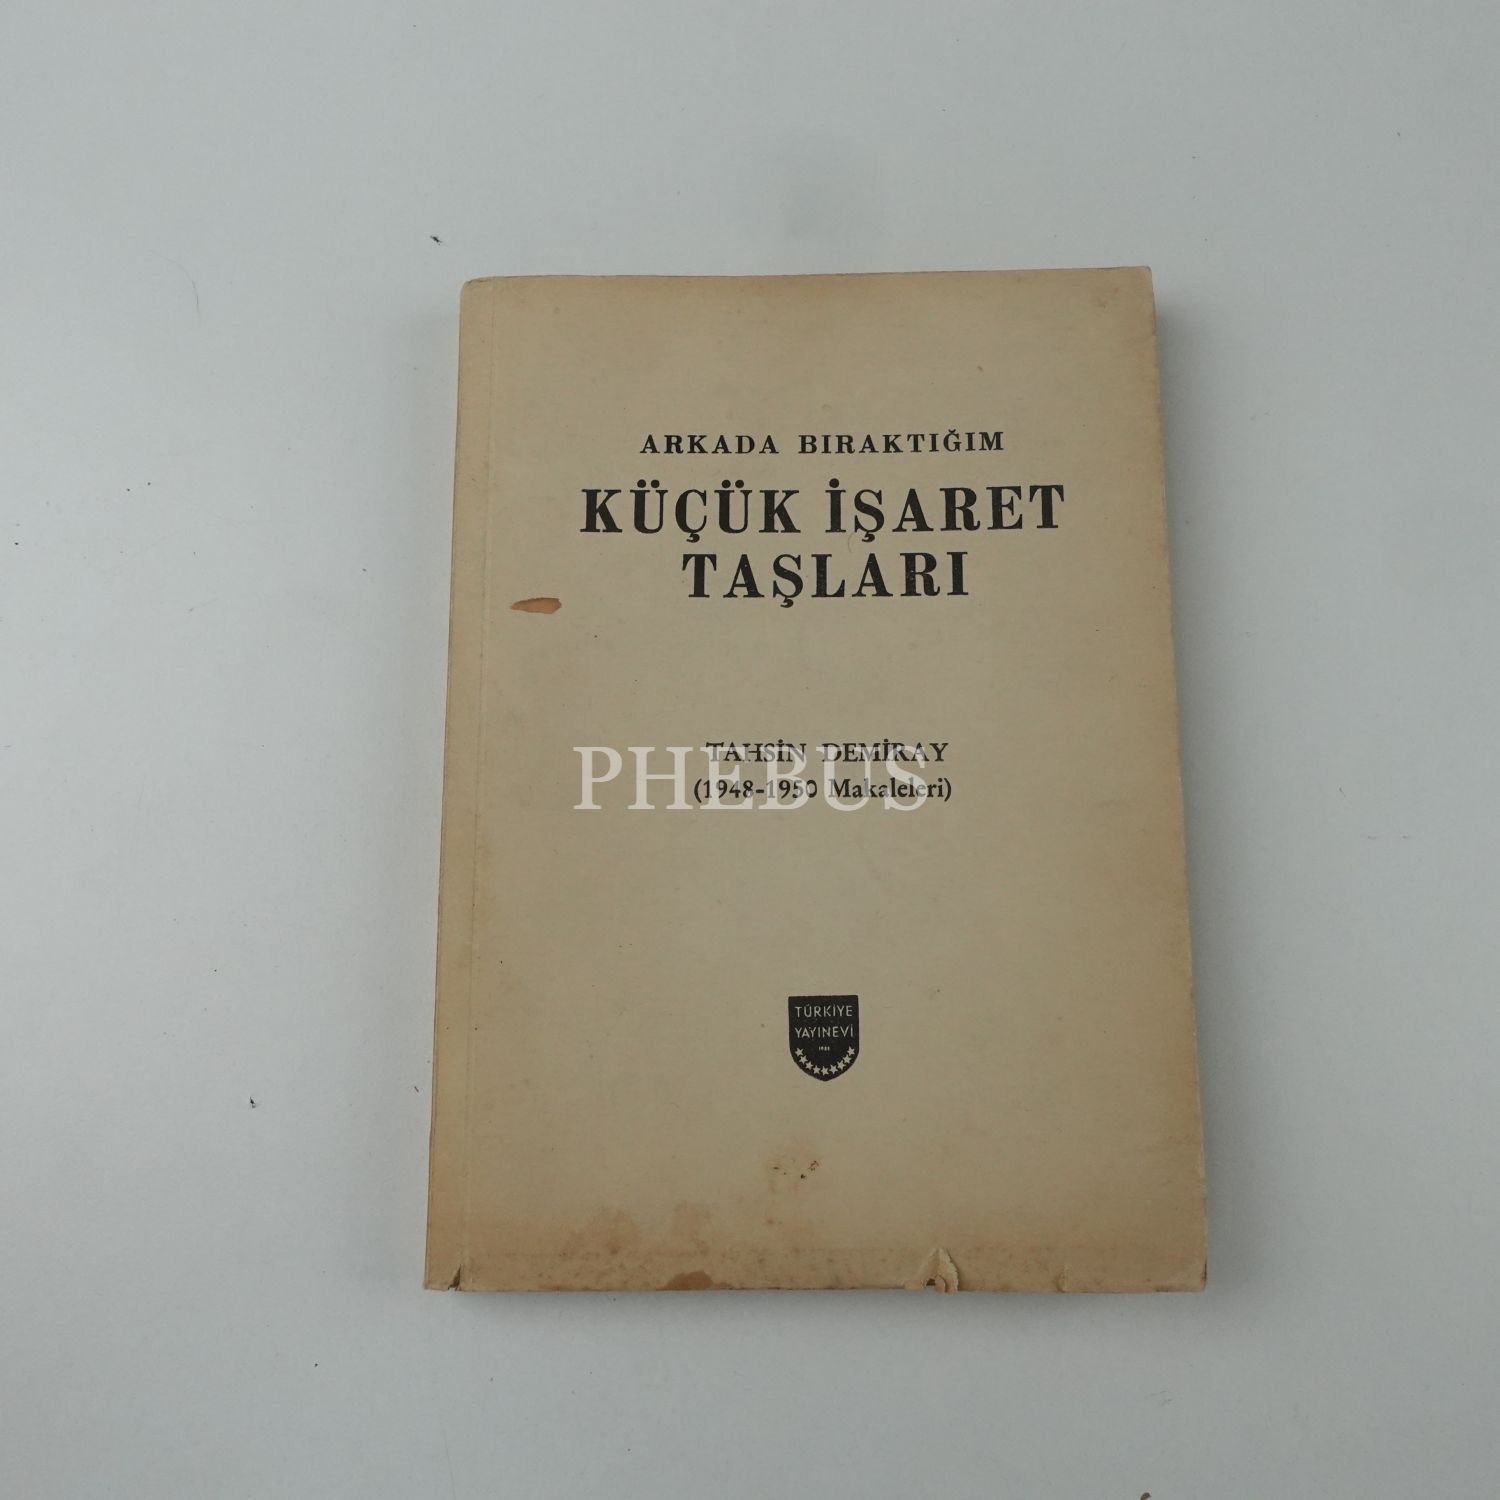 ARKADA BIRAKTIĞIM
KÜÇÜK İŞARET
TAŞLARI
TAHSİN DEMİRAY
PHEBUS
(1948-1950 Makaleleri)
TÜRKİYE
YAYINEVİ